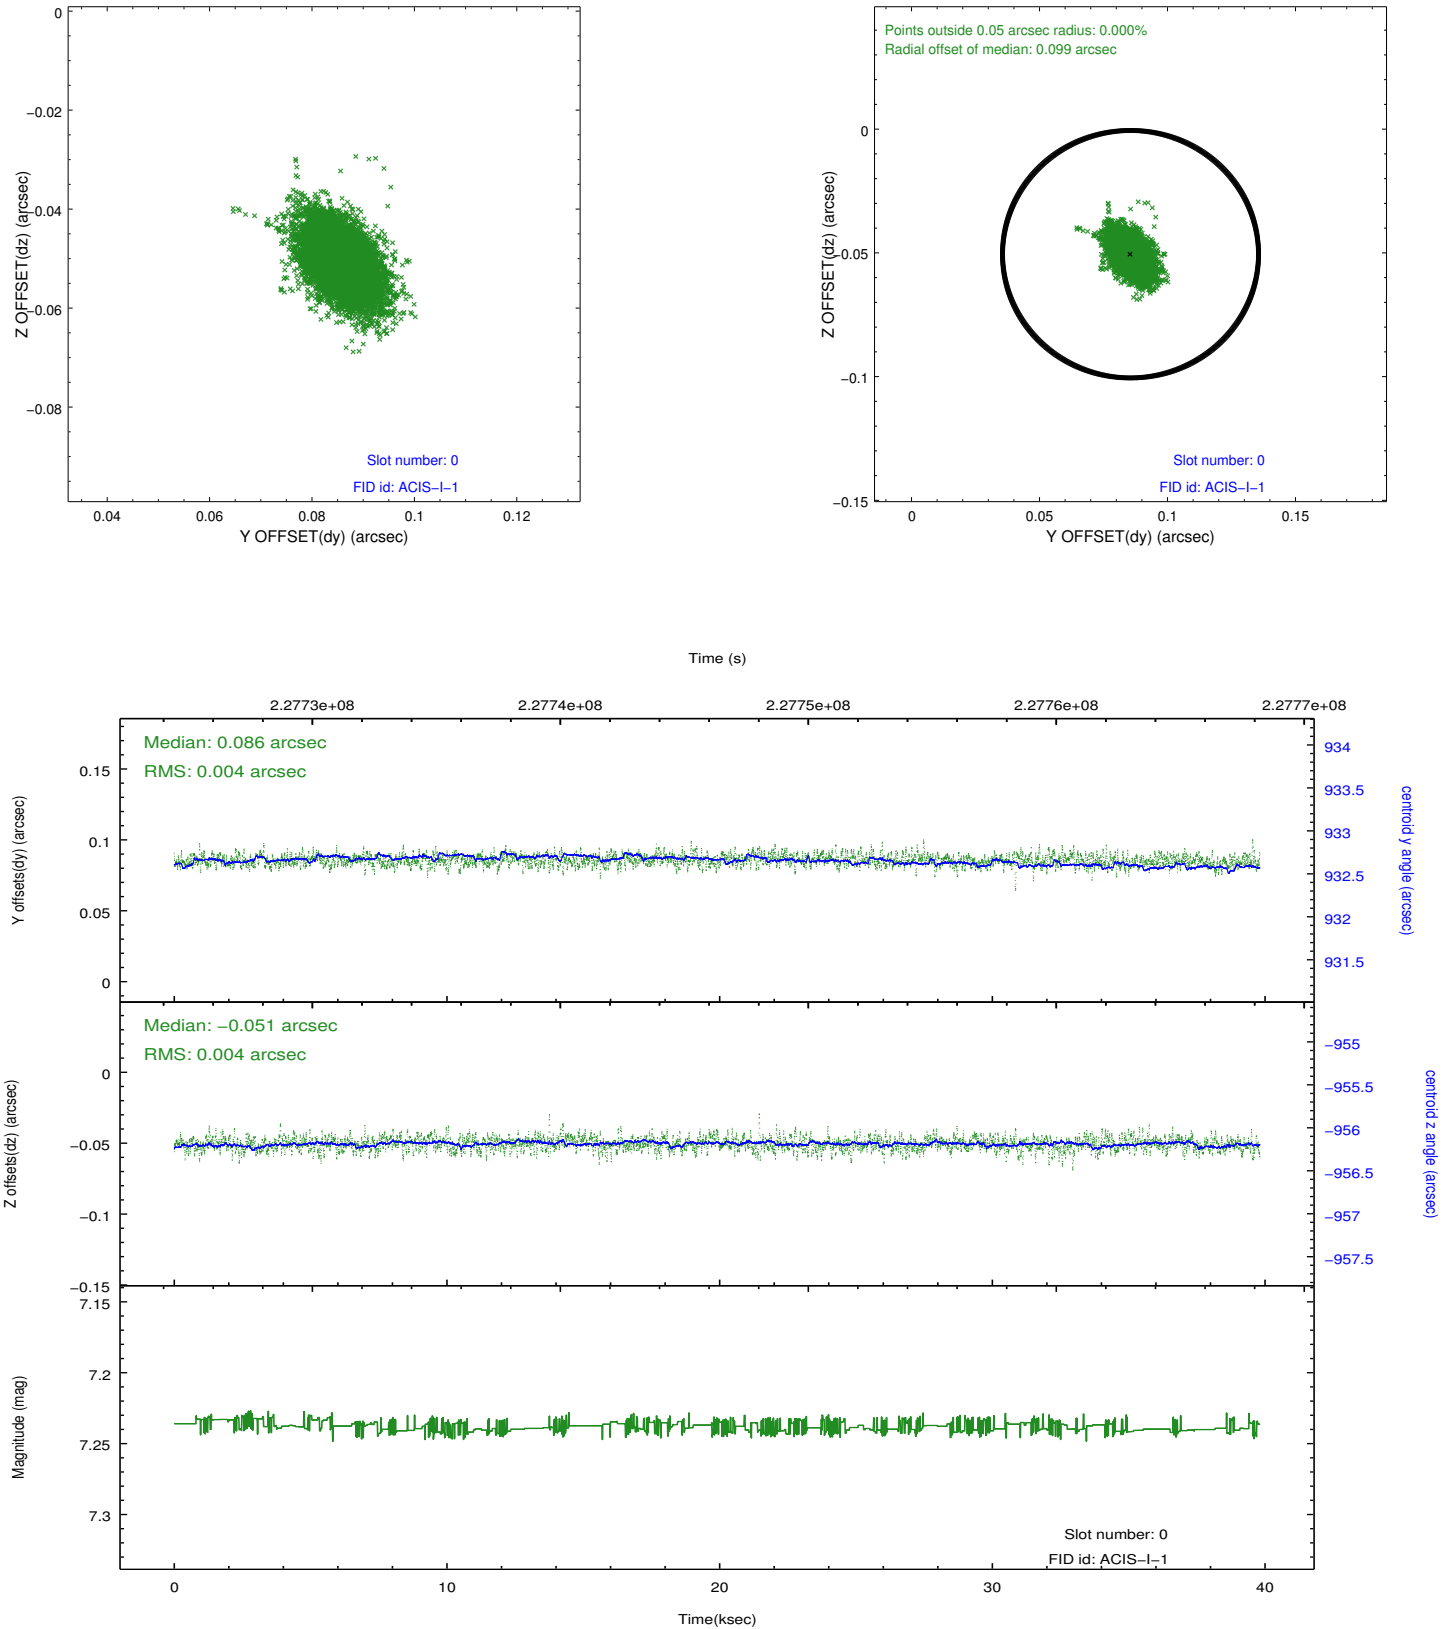 0
−0.02
−0.04
−0.06
−0.08
Z OFFSET(dz) (arcsec)
0.04
0.06
0.08
0.1
0.12
Y OFFSET(dy) (arcsec)
Slot number: 0
FID id: ACIS−I−1
Points outside 0.05 arcsec radius: 0.000%
Radial offset of median: 0.099 arcsec
0
−0.05
−0.1
−0.15
Z OFFSET(dz) (arcsec)
0
0.05
0.1
0.15
Y OFFSET(dy) (arcsec)
Slot number: 0
FID id: ACIS−I−1
Time (s)
2.2773e+08
2.2774e+08
2.2775e+08
2.2776e+08
2.2777e+08
Median: 0.086 arcsec
RMS: 0.004 arcsec
0.15
0.1
0.05
0
Y offsets(dy) (arcsec)
934
933.5
933
932.5
932
931.5
centroid y angle (arcsec)
Median: −0.051 arcsec
RMS: 0.004 arcsec
0
−0.05
−0.1
−0.15
Z offsets(dz) (arcsec)
−955
−955.5
−956
−956.5
−957
−957.5
centroid z angle (arcsec)
7.15
7.2
7.25
7.3
Magnitude (mag)
Slot number: 0
FID id: ACIS−I−1
0
10
20
30
40
Time(ksec)